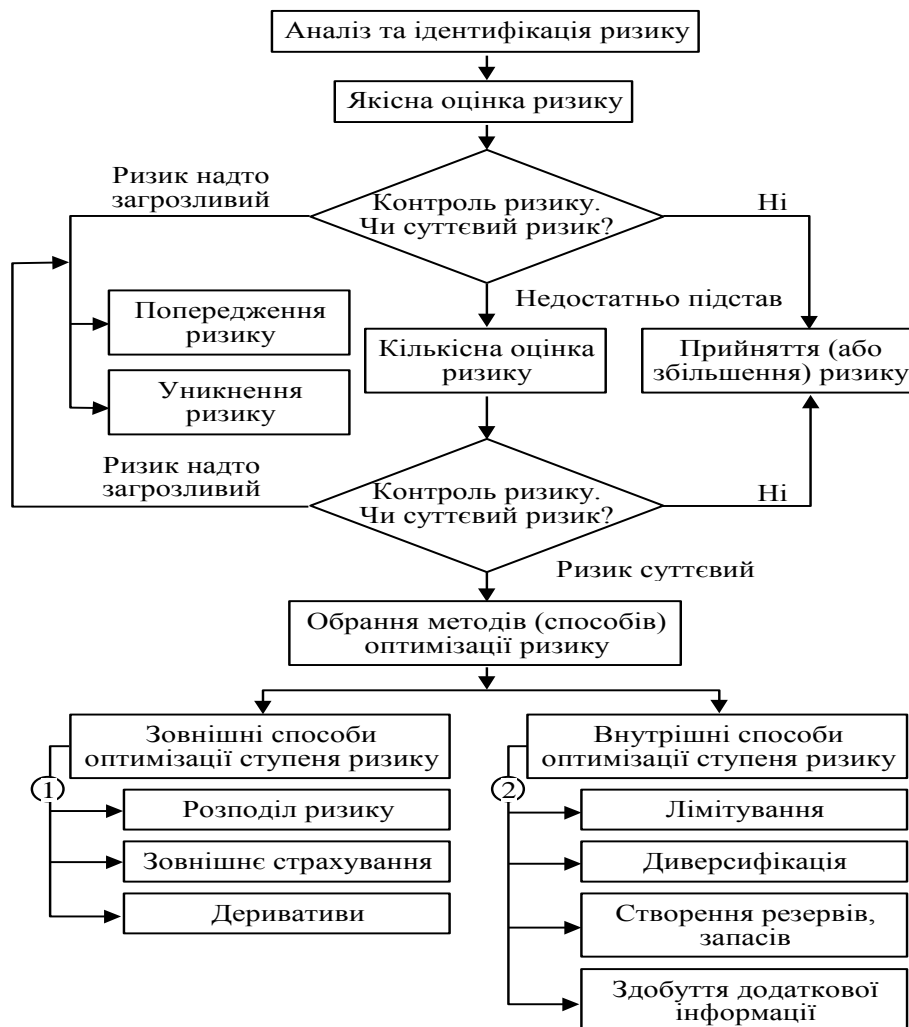 Аналіз та ідентифікація ризику
Якісна оцінка ризику
Ризик надто
загрозливий
Контроль ризику.
Чи суттєвий ризик?
Ні
Недостатньо підстав
Попередження
ризику
Уникнення
ризику
Кількісна оцінка
ризику
Прийняття (або
збільшення) ризику
Ризик надто
загрозливий
Контроль ризику.
Чи суттєвий ризик?
Ні
Ризик суттєвий
Обрання методів (способів)
оптимізації ризику
Зовнішні способи
оптимізації ступеня ризику
1
Розподіл ризику
Зовнішнє страхування
Деривативи
Внутрішні способи
оптимізації ступеня ризику
2
Лімітування
Диверсифікація
Створення резервів,
запасів
Здобуття додаткової
інформації